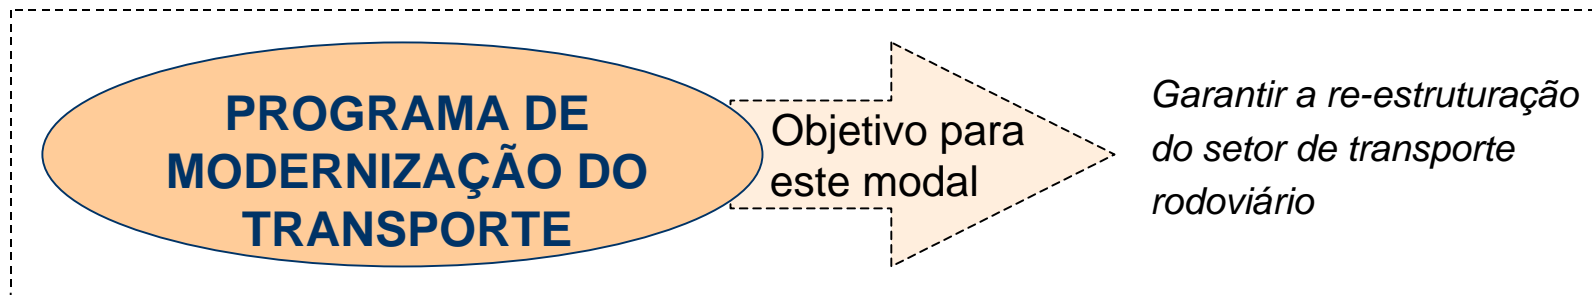 PROGRAMA DE
MODERNIZAÇÃO DO
TRANSPORTE
Objetivo para
este modal
Garantir a re-estruturação
do setor de transporte
rodoviário